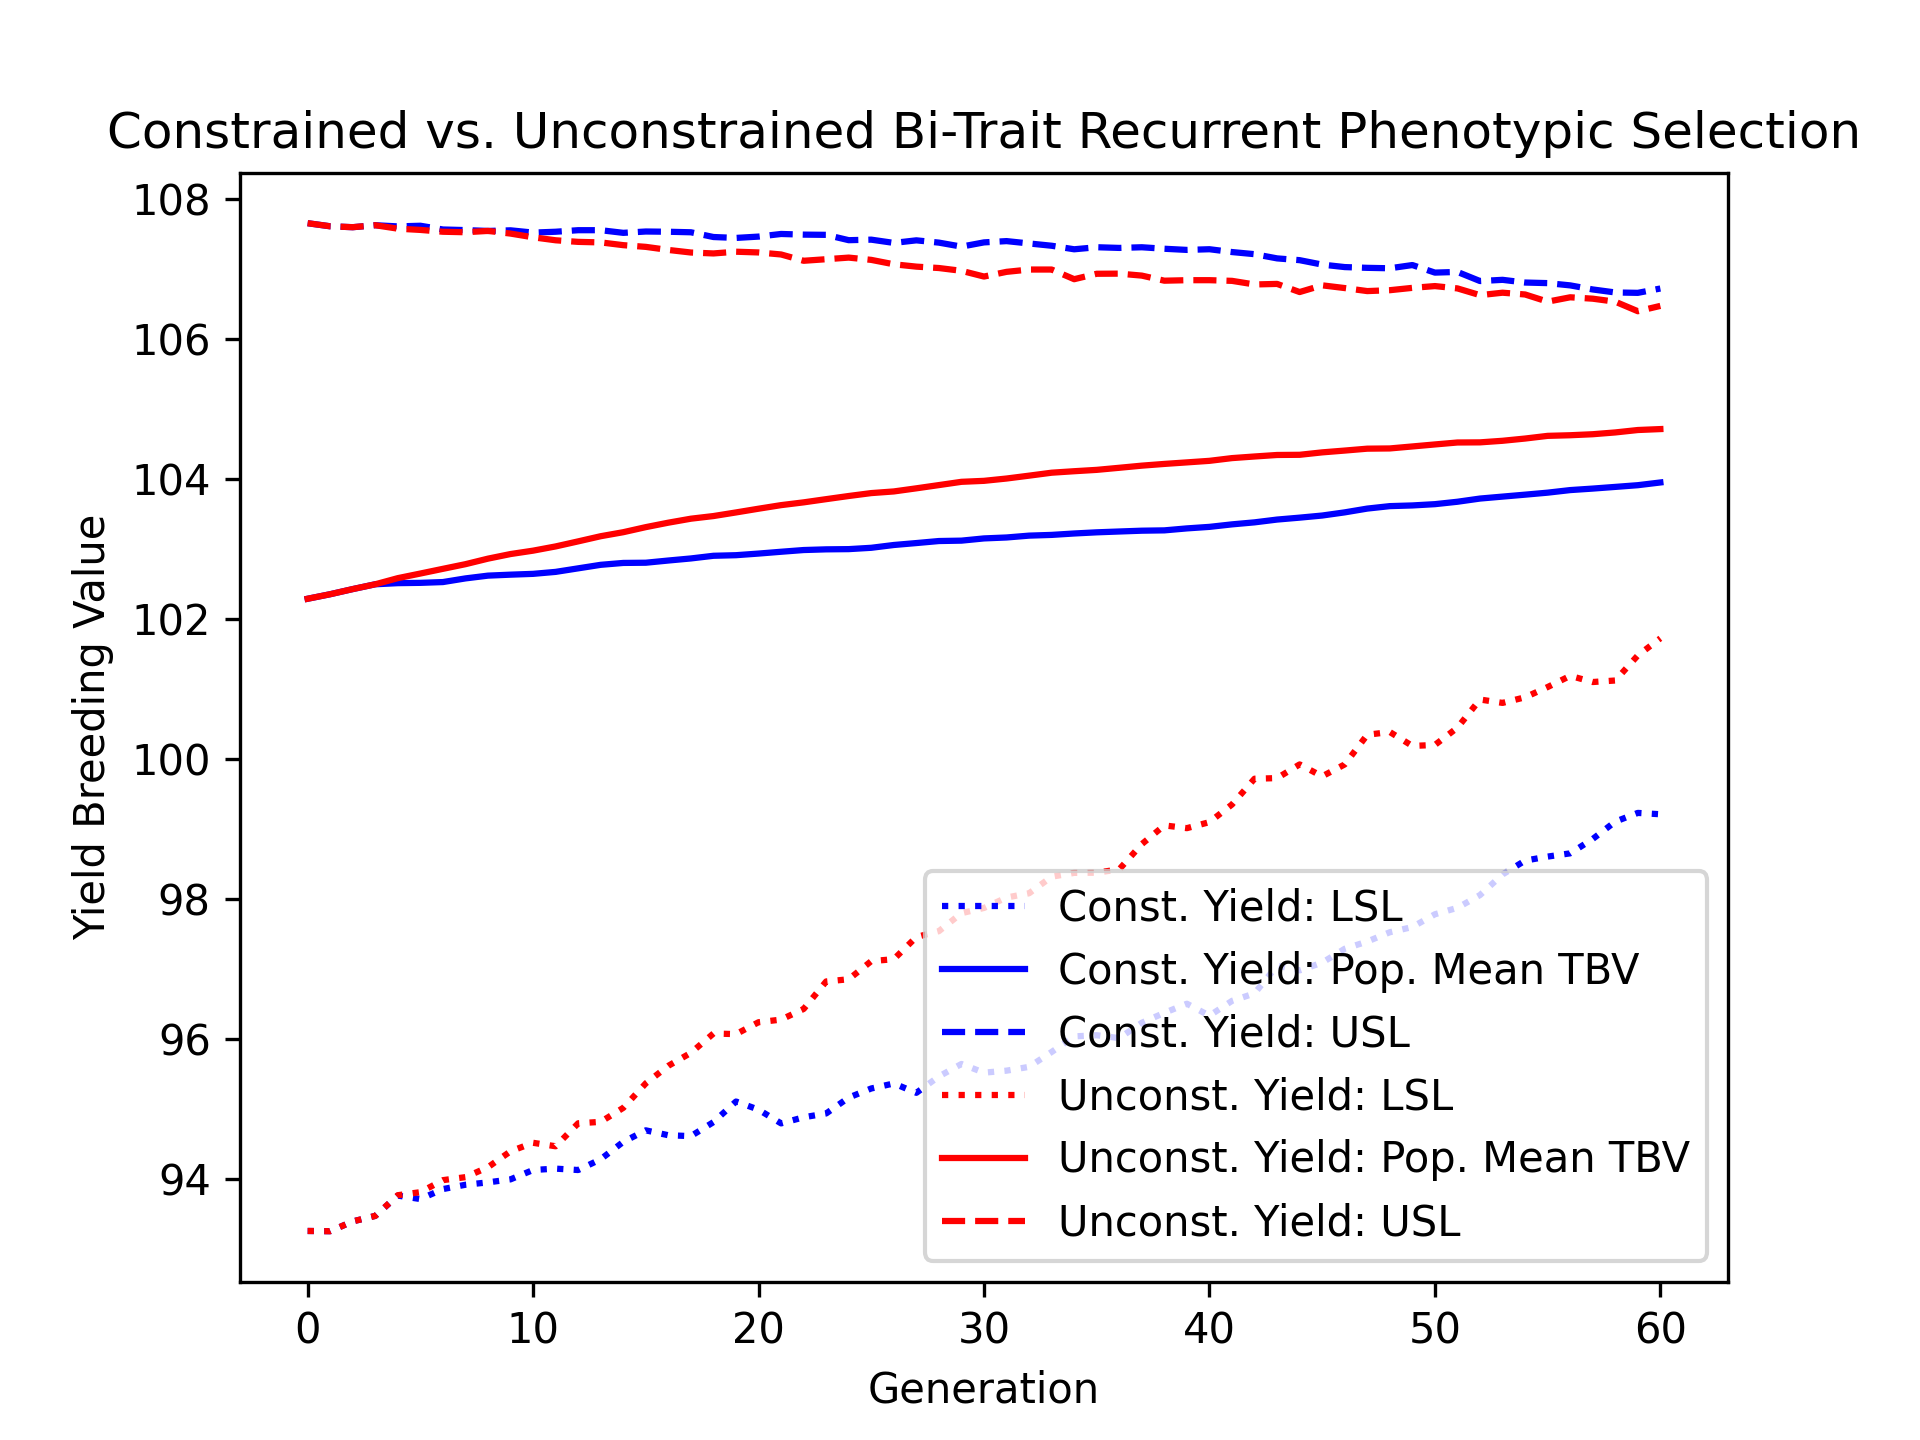 Constrained vs. Unconstrained Bi-Trait Recurrent Phenotypic Selection
Yield Breeding Value
108
106
104
102
100
98
96
94
Const. Yield: LSL
Const. Yield: Pop. Mean TBV
Const. Yield: USL
Unconst. Yield: LSL
Unconst. Yield: Pop. Mean TBV
Unconst. Yield: USL
0 10 20 30 40 50 60
Generation